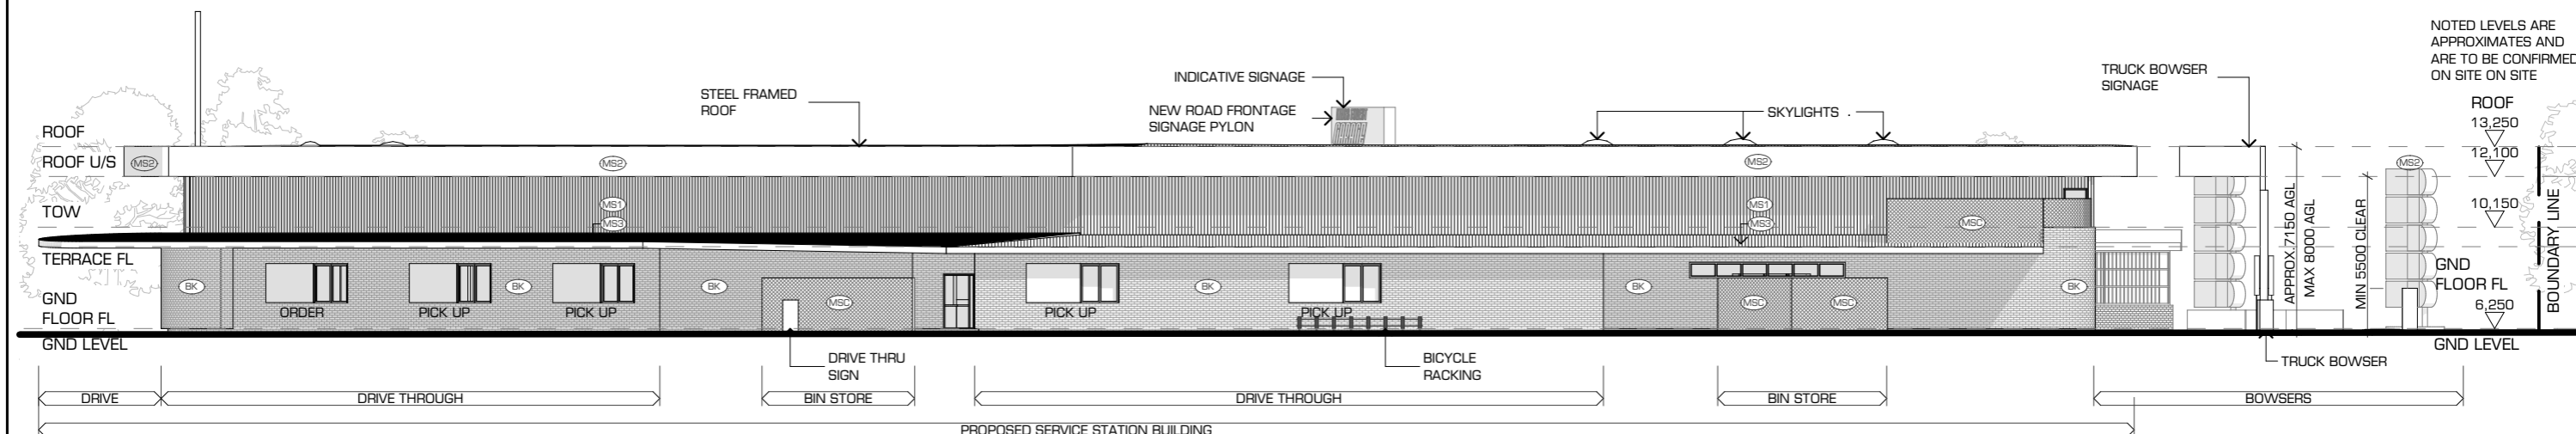 NOTED LEVELS ARE
APPROXIMATES AND
ARE TO BE CONFIRMED
ON SITE ON SITE
INDICATIVE SIGNAGE
TRUCK BOWSER
SIGNAGE
STEEL FRAMED
ROOF
NEW ROAD FRONTAGE
SIGNAGE PYLON
SKYLIGHTS .
ROOF
13,250
ROOF
ROOF U/S
MS2
MS2
MS2
MS2
12,100
TOW
MS1
MS3
MS1
MS3
MSC
10,150
APPROX.7150 AGL
MAX 8000 AGL
MIN 5500 CLEAR
BOUNDARY LINE
TERRACE FL
GND
FLOOR FL
BK
BK
BK
BK
BK
BK
MSC
MSC
MSC
GND
FLOOR FL
6,250
ORDER
PICK UP
PICK UP
PICK UP
PICK UP
GND LEVEL
GND LEVEL
DRIVE THRU
SIGN
BICYCLE
RACKING
TRUCK BOWSER
DRIVE
DRIVE THROUGH
BIN STORE
DRIVE THROUGH
BIN STORE
BOWSERS
PROPOSED SERVICE STATION BUILDING